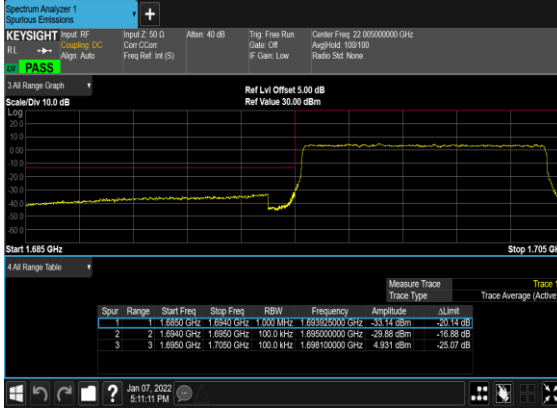 Spectrum Analyzer 1
Spurious Emissions
+
KEYSIGHT Input: RF Input Z: 50 Ω Atten: 40 dB Trig: Free Run Center Freq: 22.005000000 GHz
RL Coupling: DC Corr CCorr Gate: Off Avg|Hold: 100/100
Align: Auto Freq Ref: Int (S) IF Gain: Low Radio Std: None
PASS
3 All Range Graph Ref Lvl Offset 5.00 dB
Scale/Div 10.0 dB Ref Value 30.00 dBm
Log
20.0
10.0
0.00
-10.0
-20.0
-30.0
-40.0
-50.0
-60.0
Start 1.685 GHz Stop 1.705 GH
4 All Range Table
Measure Trace Trace 1
Trace Type Trace Average (Active
Spur Range Start Freq Stop Freq RBW Frequency Amplitude ΔLimit
1 1 1.6850 GHz 1.6940 GHz 1.000 MHz 1.693925000 GHz -33.14 dBm -20.14 dB
2 2 1.6940 GHz 1.6950 GHz 100.0 kHz 1.695000000 GHz -29.88 dBm -16.88 dB
3 3 1.6950 GHz 1.7050 GHz 100.0 kHz 1.698100000 GHz 4.931 dBm -25.07 dB
? Jan 07, 2022
5:11:11 PM